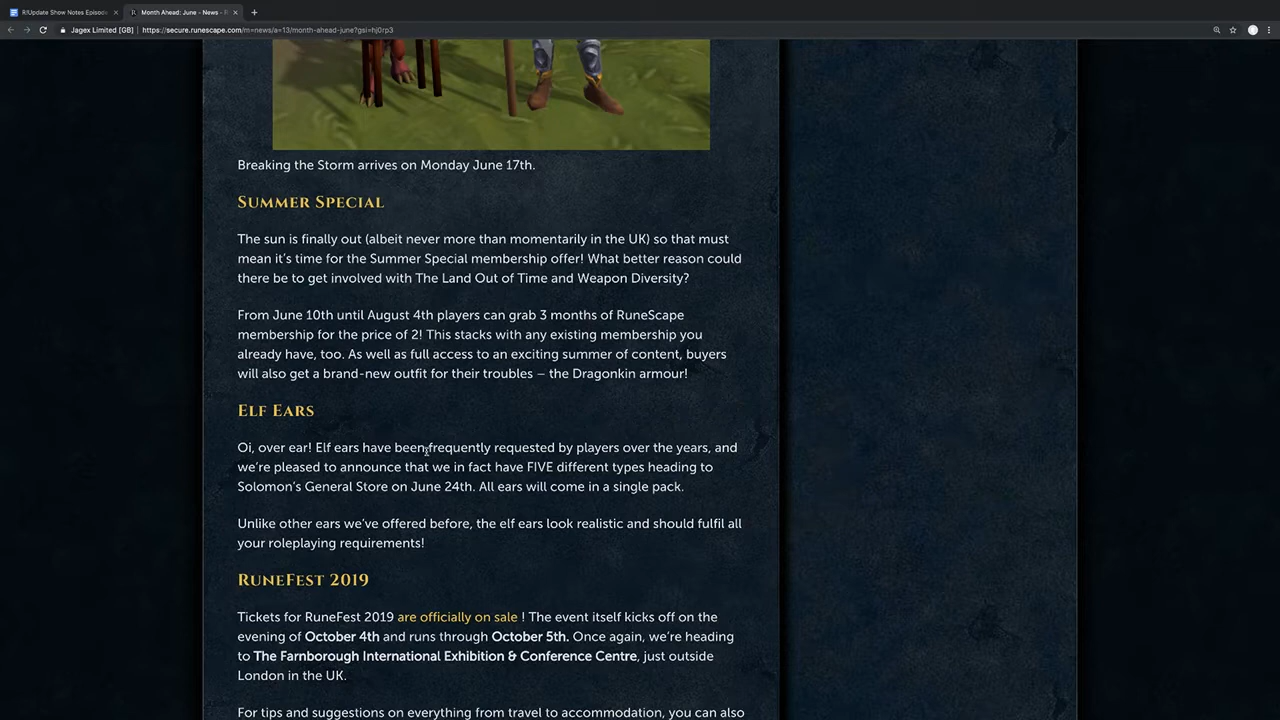 R/Update Show Notes Episode
Month Ahead: June - News - R
Jagex Limited [GB]
https://secure.runescape.com/m=news/a=13/month-ahead-june?gsi=hj0rp3
Breaking the Storm arrives on Monday June 17th.
Summer Special
The sun is finally out (albeit never more than momentarily in the UK) so that must
mean it's time for the Summer Special membership offer! What better reason could
there be to get involved with The Land Out of Time and Weapon Diversity?
From June 10th until August 4th players can grab 3 months of RuneScape
membership for the price of 2! This stacks with any existing membership you
already have, too. As well as full access to an exciting summer of content, buyers
will also get a brand-new outfit for their troubles – the Dragonkin armour!
Elf Ears
Oi, over ear! Elf ears have been frequently requested by players over the years, and
we're pleased to announce that we in fact have FIVE different types heading to
Solomon's General Store on June 24th. All ears will come in a single pack.
Unlike other ears we've offered before, the elf ears look realistic and should fulfil all
your roleplaying requirements!
RuneFest 2019
Tickets for RuneFest 2019 are officially on sale ! The event itself kicks off on the
evening of October 4th and runs through October 5th. Once again, we're heading
to The Farnborough International Exhibition & Conference Centre, just outside
London in the UK.
For tips and suggestions on everything from travel to accommodation, you can also